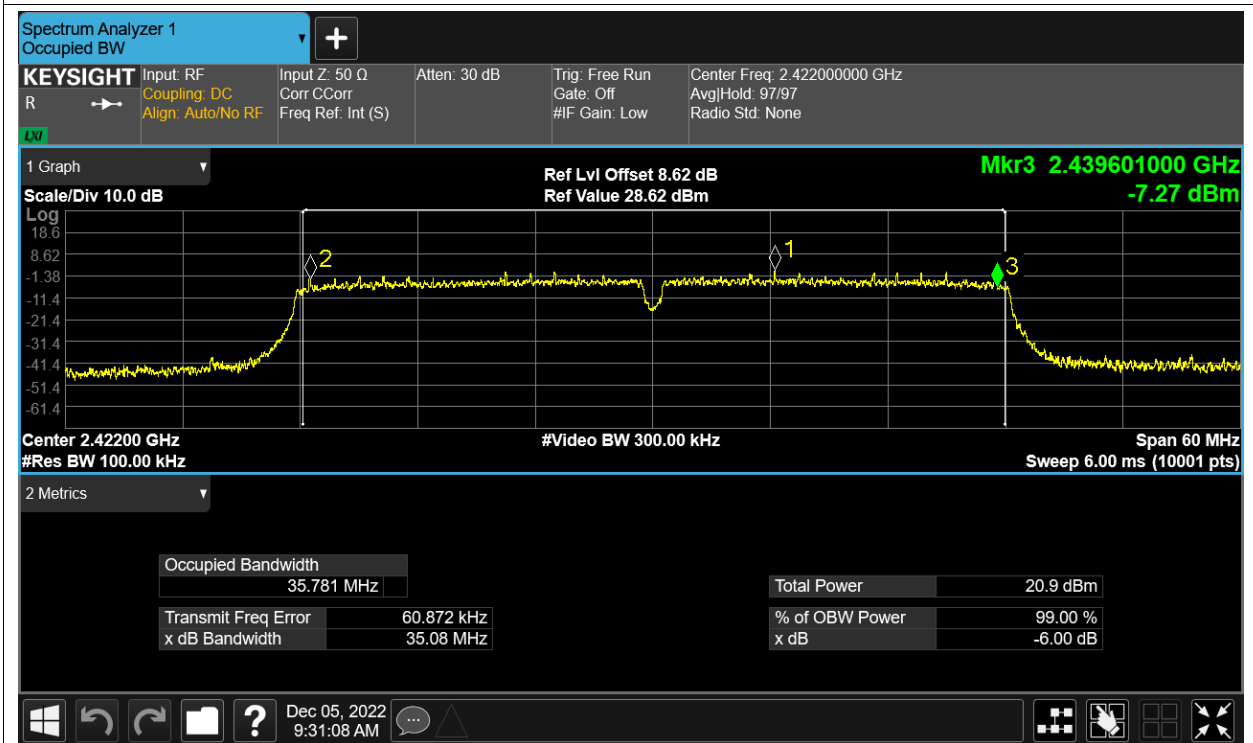 Spectrum Analyzer 1
Occupied BW
KEYSIGHT Input: RF Input Z: 50 Ω Atten: 30 dB Trig: Free Run Center Freq: 2.422000000 GHz
R Coupling: DC Corr CCorr Gate: Off Avg|Hold: 97/97
Align: Auto/No RF Freq Ref: Int (S) #IF Gain: Low Radio Std: None
LXI
1 Graph Ref Lvl Offset 8.62 dB Mkr3 2.439601000 GHz
Scale/Div 10.0 dB Ref Value 28.62 dBm -7.27 dBm
Log
18.6
8.62
-1.38
-11.4
-21.4
-31.4
-41.4
-51.4
-61.4
2 1 3
Center 2.42200 GHz #Video BW 300.00 kHz Span 60 MHz
#Res BW 100.00 kHz Sweep 6.00 ms (10001 pts)
2 Metrics
Occupied Bandwidth
35.781 MHz Total Power 20.9 dBm
Transmit Freq Error 60.872 kHz % of OBW Power 99.00 %
x dB Bandwidth 35.08 MHz x dB -6.00 dB
Dec 05, 2022
9:31:08 AM